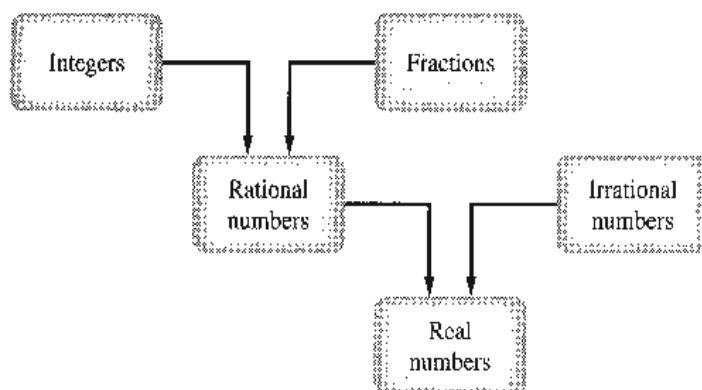 Integers
Fractions
Rational
numbers
Irrational
numbers
Real
numbers